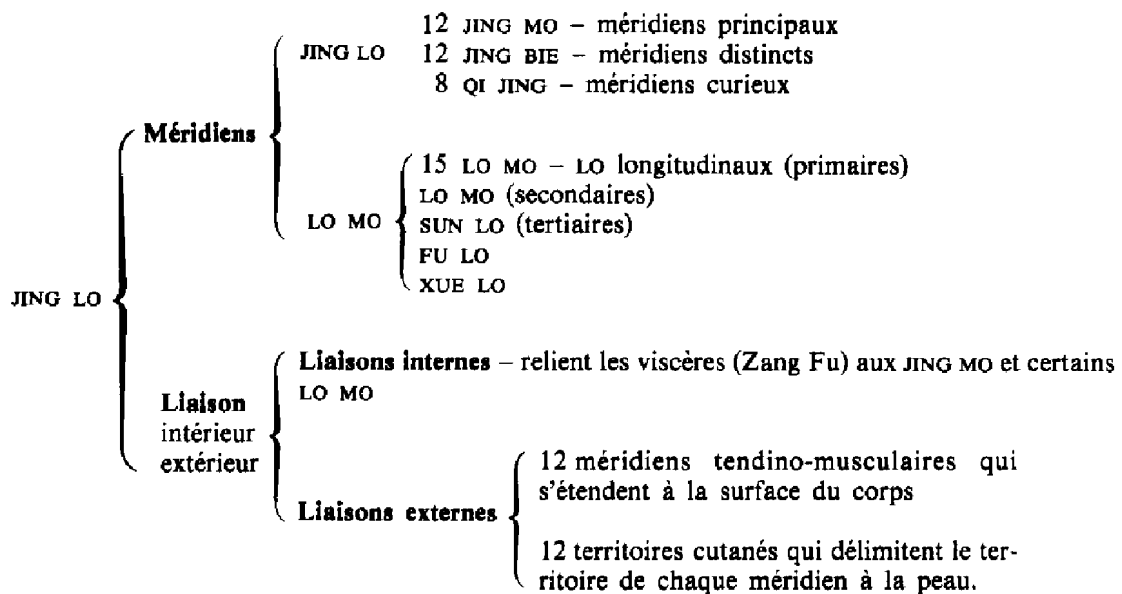 12 JING MO – méridiens principaux
JING LO 12 JING BIE – méridiens distincts
8 QI JING – méridiens curieux
Méridiens
15 LO MO – LO longitudinaux (primaires)
LO MO (secondaires)
LO MO SUN LO (tertiaires)
FU LO
XUE LO
JING LO
Liaisons internes – relient les viscères (Zang Fu) aux JING MO et certains
LO MO
Liaison
intérieur
extérieur
12 méridiens tendino-musculaires qui
s'étendent à la surface du corps
Liaisons externes
12 territoires cutanés qui délimitent le ter-
ritoire de chaque méridien à la peau.